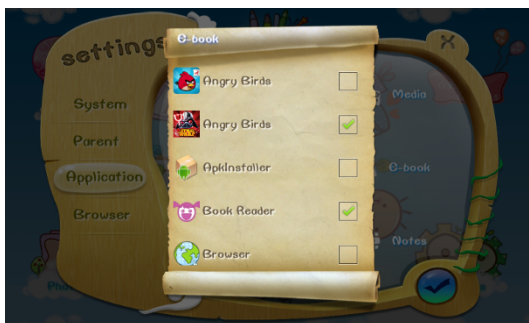 settings
E-book
Angry Birds
Angry Birds
ApkInstaller
Book Reader
Browser
System
Parent
Application
Browser
Media
E-book
Notes